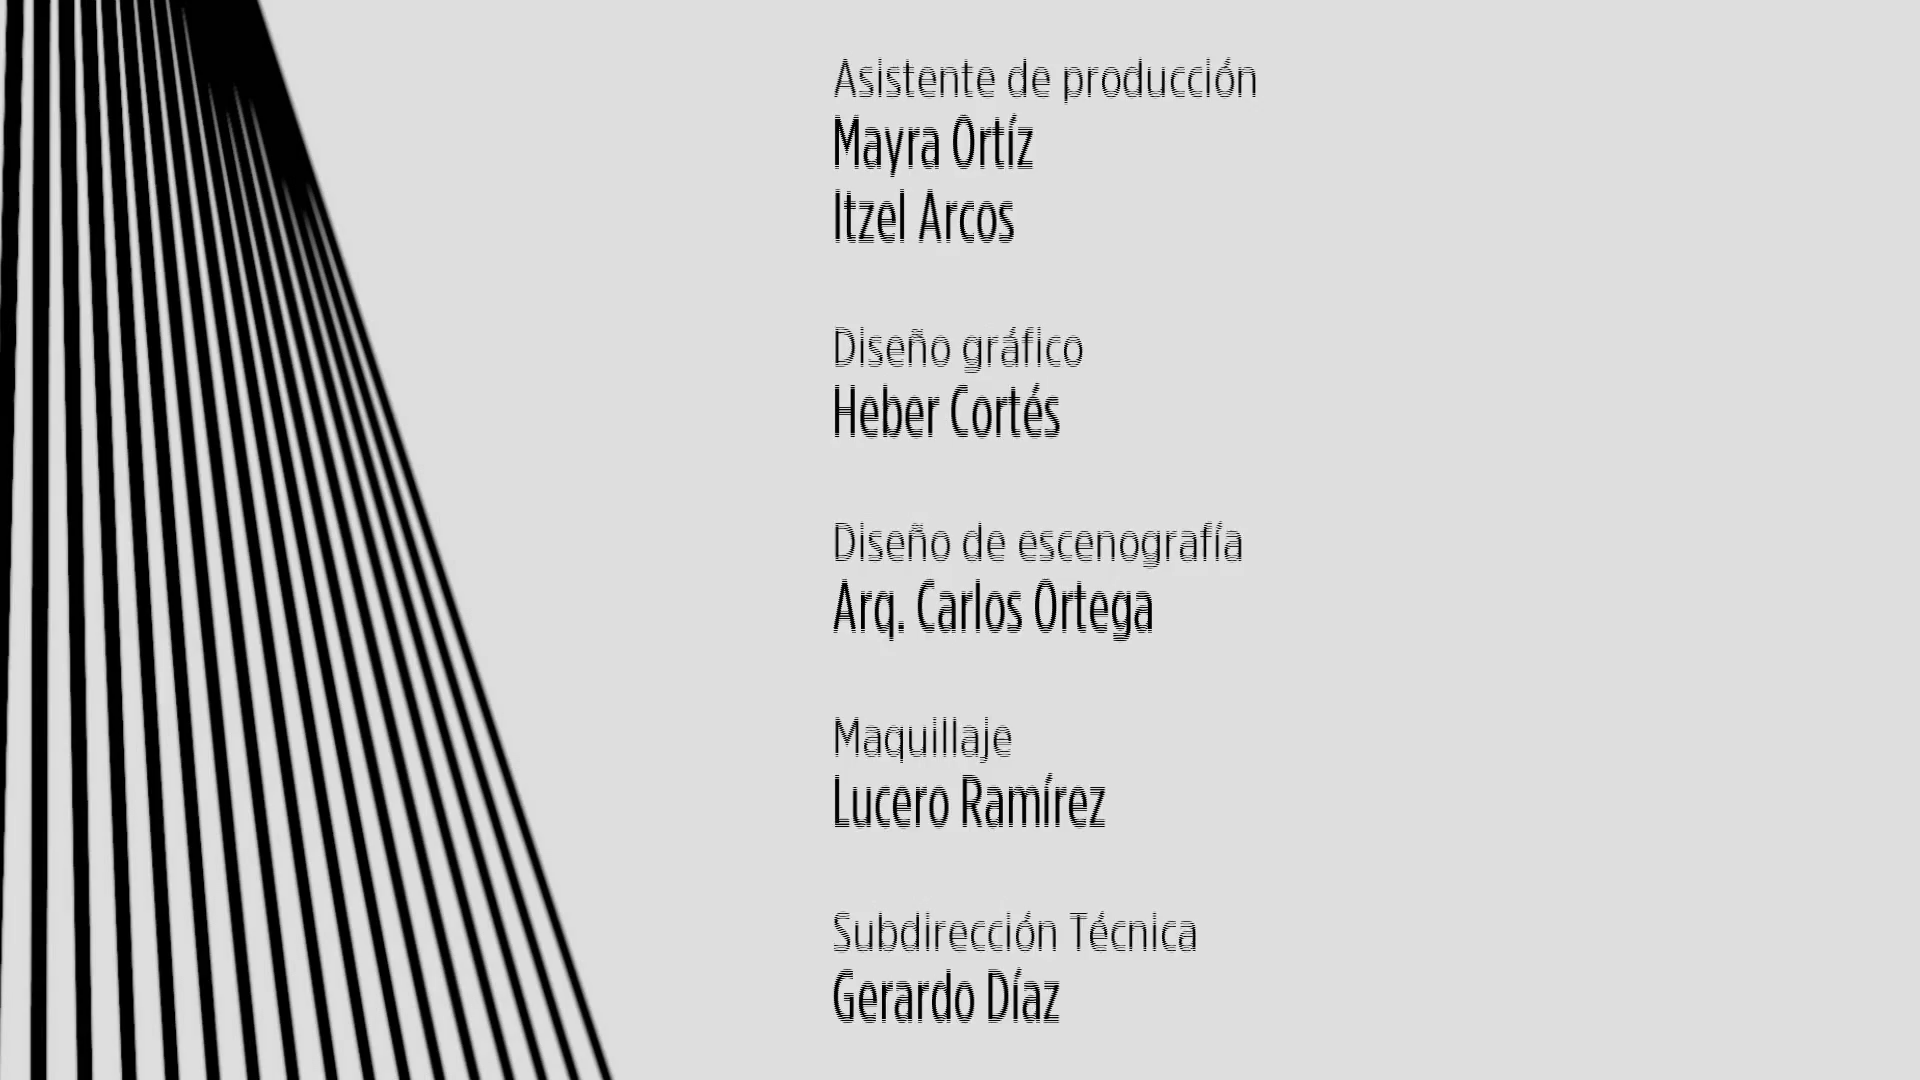 Asistente de producción
Mayra Ortíz
Itzel Arcos
Diseño gráfico
Heber Cortés
Diseño de escenografía
Arq. Carlos Ortega
Maquillaje
Lucero Ramírez
Subdirección Técnica
Gerardo Díaz